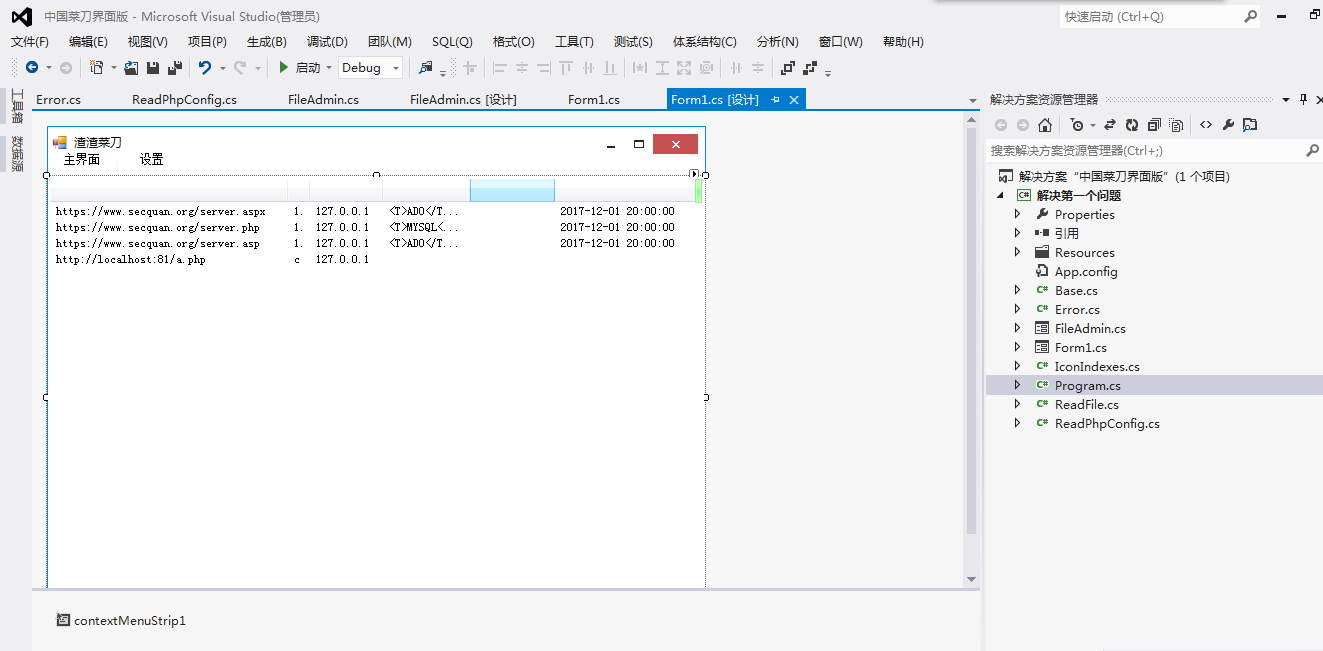 中国菜刀界面版 - Microsoft Visual Studio(管理员)
快速启动 (Ctrl+Q)
文件(F) 编辑(E) 视图(V) 项目(P) 生成(B) 调试(D) 团队(M) SQL(Q) 格式(O) 工具(T) 测试(S) 体系结构(C) 分析(N) 窗口(W) 帮助(H)
启动 Debug
工具箱
数据源
Error.cs ReadPhpConfig.cs FileAdmin.cs FileAdmin.cs [设计] Form1.cs Form1.cs [设计]
渣渣菜刀
主界面 设置
https://www.secquan.org/server.aspx 1. 127.0.0.1 <T>ADO</T... 2017-12-01 20:00:00
https://www.secquan.org/server.php 1. 127.0.0.1 <T>MYSQL<... 2017-12-01 20:00:00
https://www.secquan.org/server.asp 1. 127.0.0.1 <T>ADO</T... 2017-12-01 20:00:00
http://localhost:81/a.php c 127.0.0.1
contextMenuStrip1
解决方案资源管理器
搜索解决方案资源管理器(Ctrl+;)
解决方案“中国菜刀界面版”(1 个项目)
C# 解决第一个问题
Properties
引用
Resources
App.config
C# Base.cs
C# Error.cs
FileAdmin.cs
Form1.cs
C# IconIndexes.cs
C# Program.cs
C# ReadFile.cs
C# ReadPhpConfig.cs